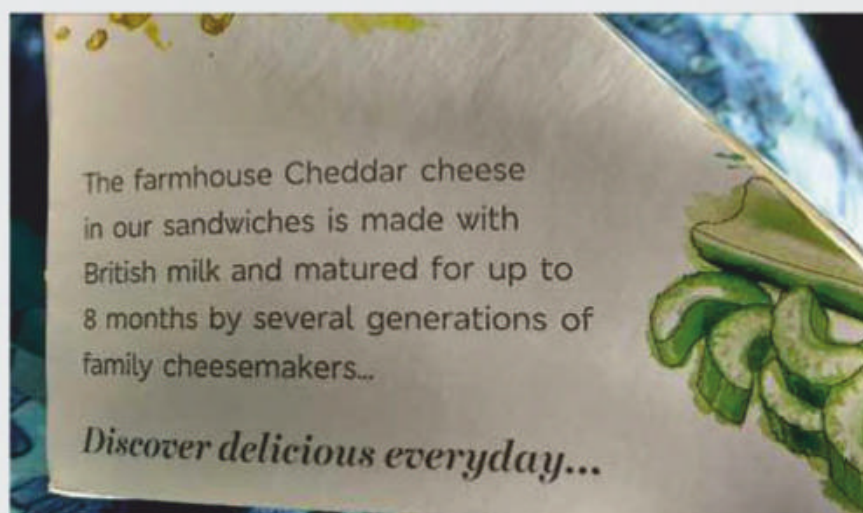 The farmhouse Cheddar cheese
in our sandwiches is made with
British milk and matured for up to
8 months by several generations of
family cheesemakers...
Discover delicious everyday...